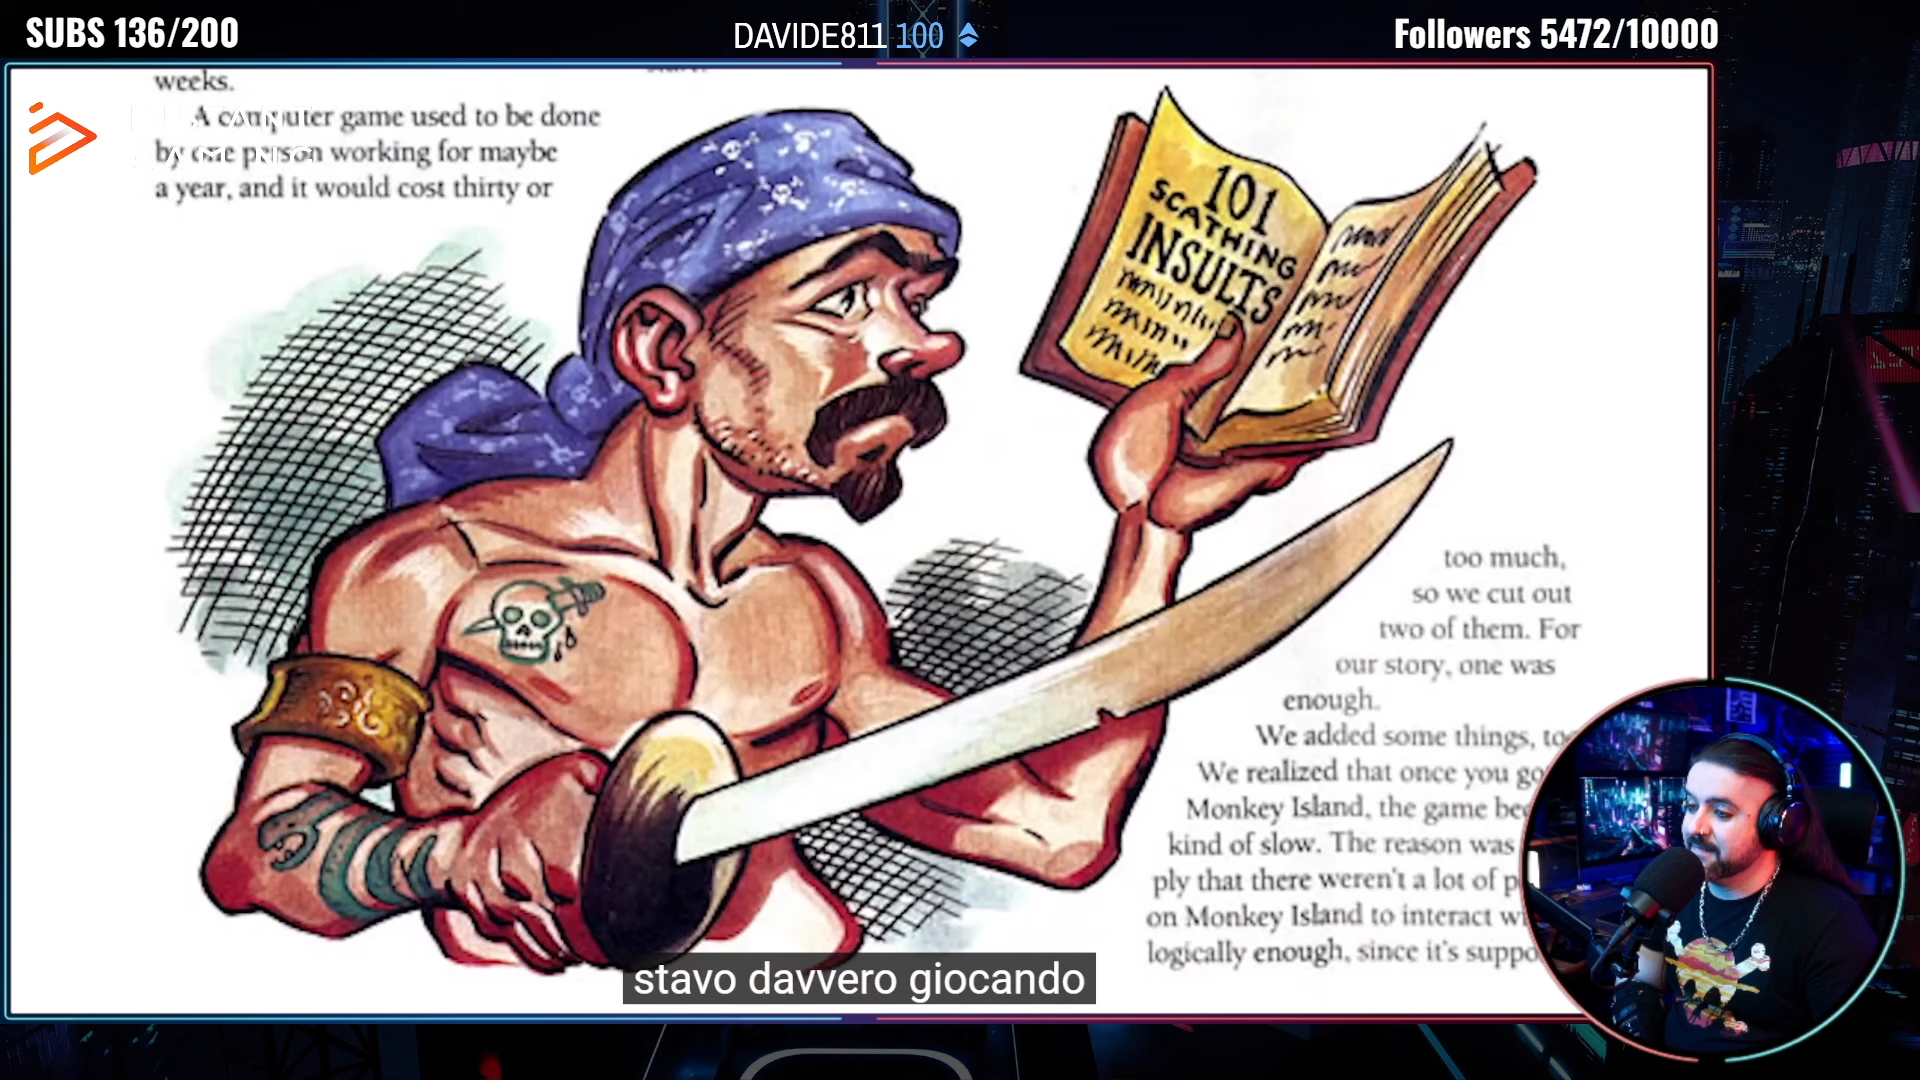 SUBS 136/200
DAVIDE811 100
Followers 5472/10000
weeks.
A computer game used to be done
by one person working for maybe
a year, and it would cost thirty or
101
SCATHING
INSULTS
too much,
so we cut out
two of them. For
our story, one was
enough.
We added some things, too
We realized that once you go
Monkey Island, the game
kind of slow. The reason was
ply that there weren't a lot of
on Monkey Island to interact
logically enough, since it's
stavo davvero giocando